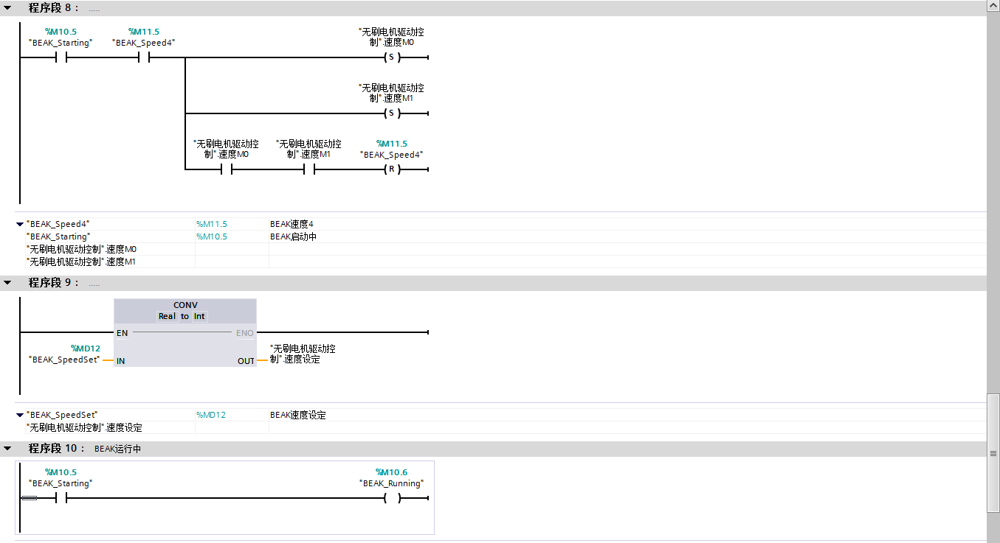 程序段 8： .....
%M10.5
"BEAK_Starting"
%M11.5
"BEAK_Speed4"
"无刷电机驱动控
制".速度M0
S
"无刷电机驱动控
制".速度M1
S
"无刷电机驱动控
制".速度M0
"无刷电机驱动控
制".速度M1
%M11.5
"BEAK_Speed4"
R
"BEAK_Speed4" %M11.5 BEAK速度4
"BEAK_Starting" %M10.5 BEAK启动中
"无刷电机驱动控制".速度M0
"无刷电机驱动控制".速度M1
程序段 9： .....
CONV
Real to Int
EN ENO
%MD12
"BEAK_SpeedSet" IN
OUT
"无刷电机驱动控
制".速度设定
"BEAK_SpeedSet" %MD12 BEAK速度设定
"无刷电机驱动控制".速度设定
程序段 10： BEAK运行中
%M10.5
"BEAK_Starting"
%M10.6
"BEAK_Running"